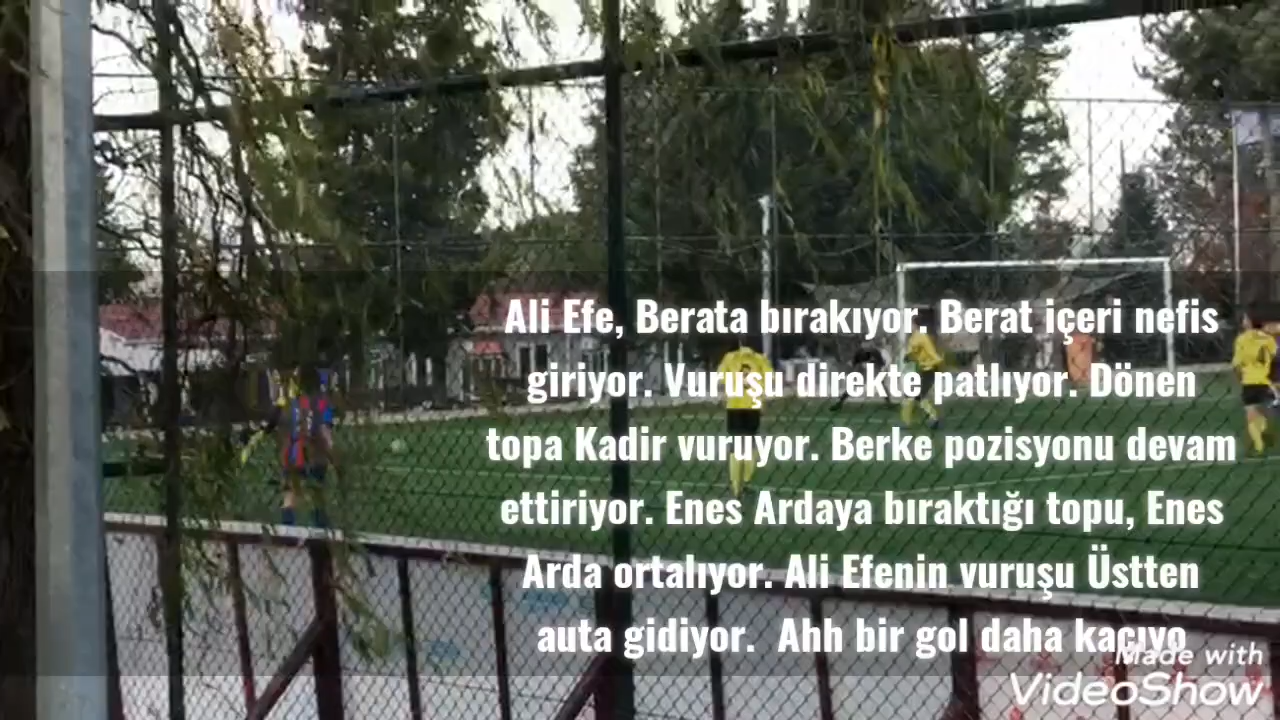 Ali Efe, Berata bırakıyor. Berat içeri nefis
giriyor. Vuruşu direkte patlıyor. Dönen
topa Kadir vuruyor. Berke pozisyonu devam
ettiriyor. Enes Ardaya bıraktığı topu, Enes
Arda ortalıyor. Ali Efenin vuruşu Üstten
auta gidiyor.  Ahh bir gol daha kaçıyo
Made with
VideoShow